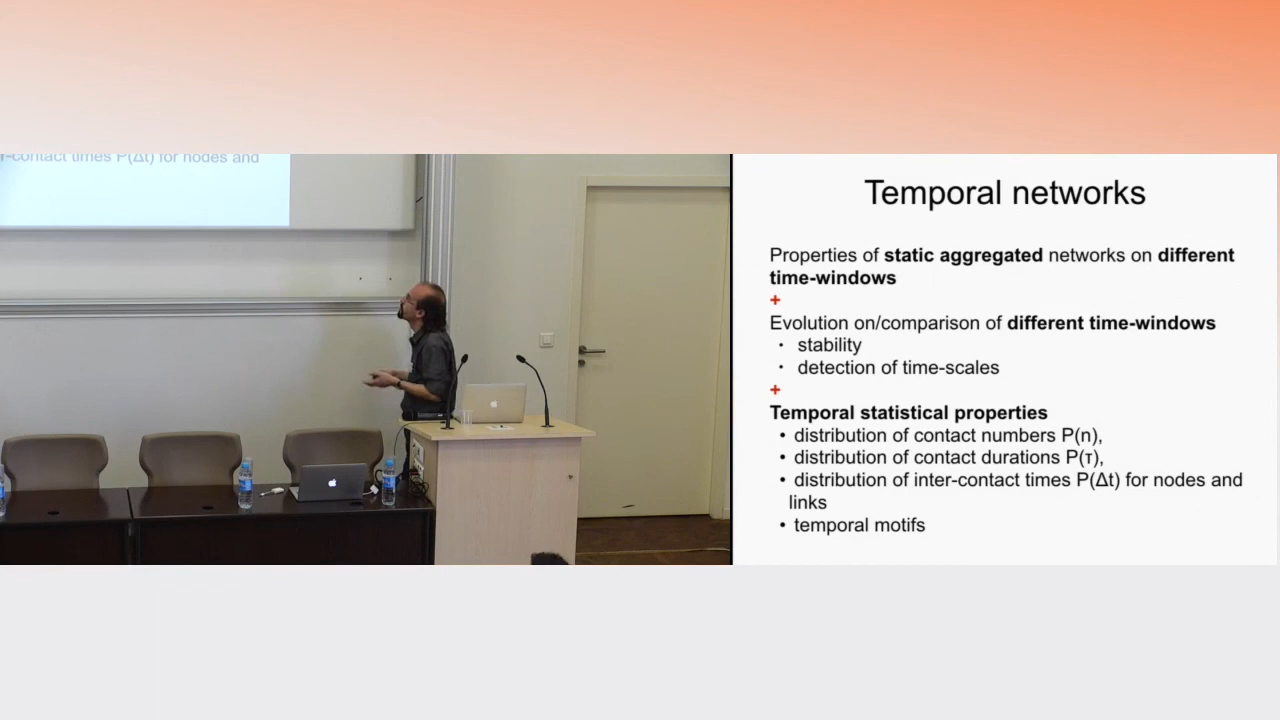 r-contact times P(Δt) for nodes and
Temporal networks
Properties of static aggregated networks on different
time-windows
+
Evolution on/comparison of different time-windows
• stability
• detection of time-scales
+
Temporal statistical properties
• distribution of contact numbers P(n),
• distribution of contact durations P(τ),
• distribution of inter-contact times P(Δt) for nodes and
links
• temporal motifs